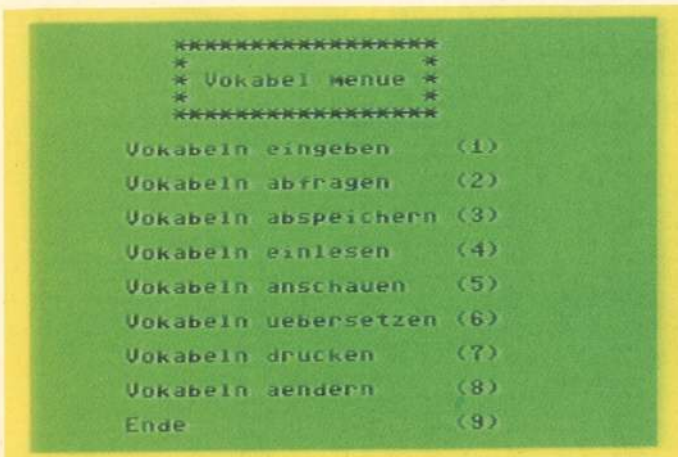 *****************
* *
* Vokabel menue *
* *
*****************
Vokabeln eingeben (1)
Vokabeln abfragen (2)
Vokabeln abspeichern (3)
Vokabeln einlesen (4)
Vokabeln anschauen (5)
Vokabeln uebersetzen (6)
Vokabeln drucken (7)
Vokabeln aendern (8)
Ende (9)